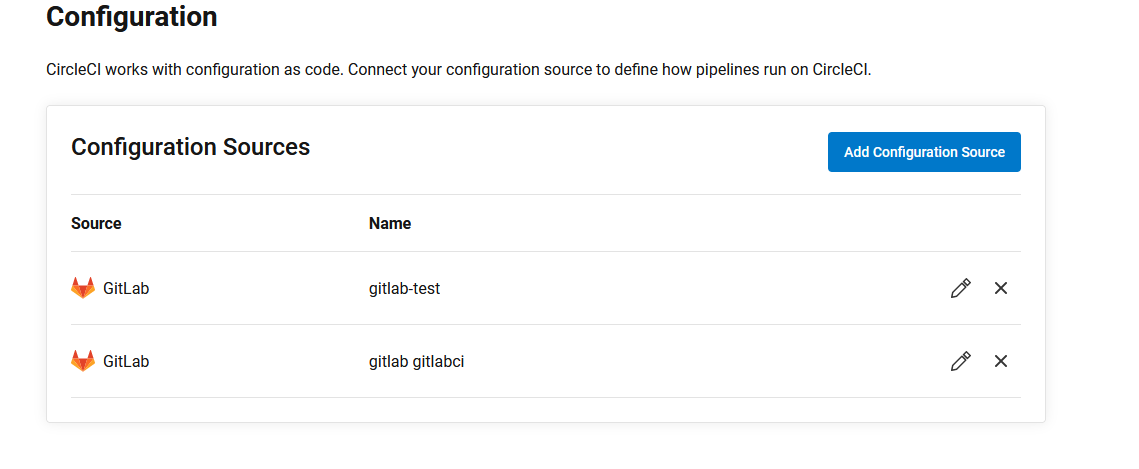 Configuration
CircleCI works with configuration as code. Connect your configuration source to define how pipelines run on CircleCI.
Configuration Sources
Add Configuration Source
Source Name
GitLab gitlab-test
GitLab gitlab gitlabci